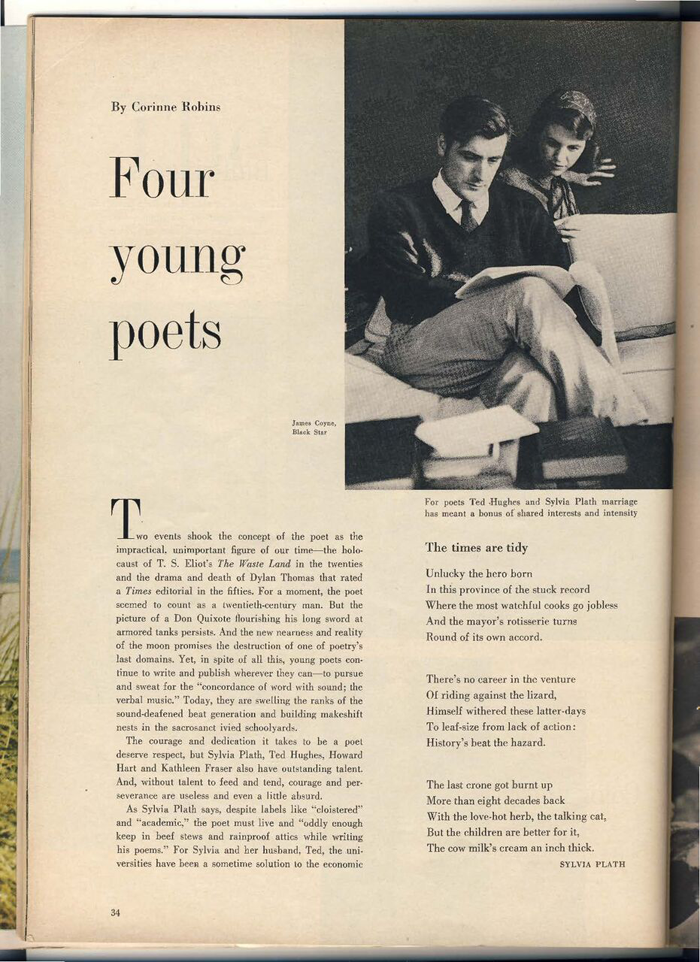 By Corinne Robins
Four
young
poets
James Coyne,
Black Star
For poets Ted Hughes and Sylvia Plath marriage
has meant a bonus of shared interests and intensity
Two events shook the concept of the poet as the
impractical, unimportant figure of our time—the holo-
caust of T. S. Eliot's The Waste Land in the twenties
and the drama and death of Dylan Thomas that rated
a Times editorial in the fifties. For a moment, the poet
seemed to count as a twentieth-century man. But the
picture of a Don Quixote flourishing his long sword at
armored tanks persists. And the new nearness and reality
of the moon promises the destruction of one of poetry's
last domains. Yet, in spite of all this, young poets con-
tinue to write and publish wherever they can—to pursue
and sweat for the "concordance of word with sound; the
verbal music." Today, they are swelling the ranks of the
sound-deafened beat generation and building makeshift
nests in the sacrosanct ivied schoolyards.
The courage and dedication it takes to be a poet
deserve respect, but Sylvia Plath, Ted Hughes, Howard
Hart and Kathleen Fraser also have outstanding talent.
And, without talent to feed and tend, courage and per-
severance are useless and even a little absurd.
As Sylvia Plath says, despite labels like "cloistered"
and "academic," the poet must live and "oddly enough
keep in beef stews and rainproof attics while writing
his poems." For Sylvia and her husband, Ted, the uni-
versities have been a sometime solution to the economic
The times are tidy
Unlucky the hero born
In this province of the stuck record
Where the most watchful cooks go jobless
And the mayor's rotisserie turns
Round of its own accord.
There's no career in the venture
Of riding against the lizard,
Himself withered these latter-days
To leaf-size from lack of action:
History's beat the hazard.
The last crone got burnt up
More than eight decades back
With the love-hot herb, the talking cat,
But the children are better for it,
The cow milk's cream an inch thick.
SYLVIA PLATH
34